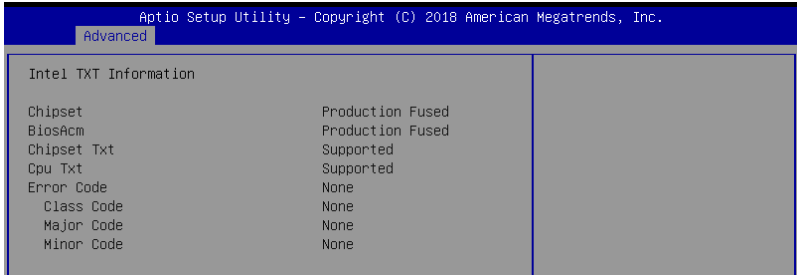 Aptio Setup Utility – Copyright (C) 2018 American Megatrends, Inc.
Advanced
Intel TXT Information
Chipset Production Fused
BiosAcm Production Fused
Chipset Txt Supported
Cpu Txt Supported
Error Code None
Class Code None
Major Code None
Minor Code None